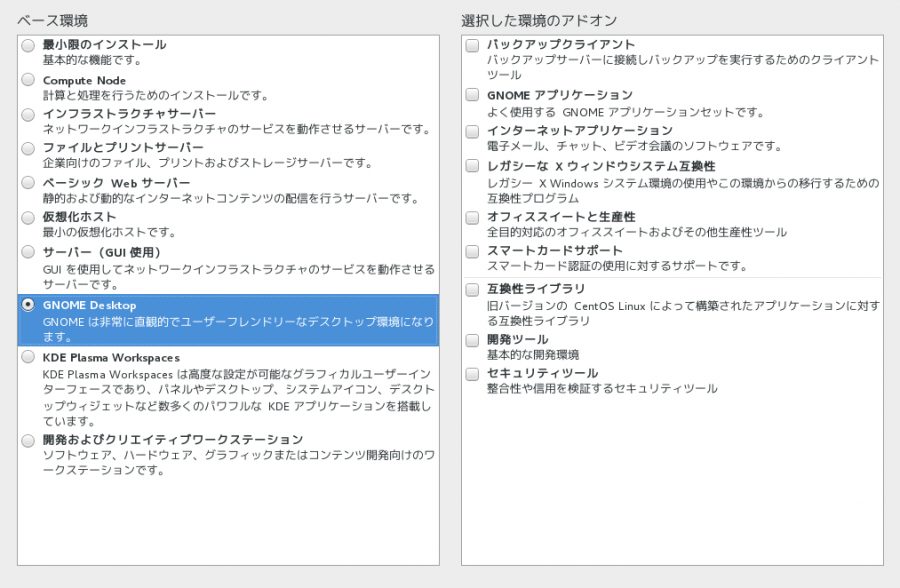 ベース環境
最小限のインストール
基本的な機能です。
Compute Node
計算と処理を行うためのインストールです。
インフラストラクチャサーバー
ネットワークインフラストラクチャのサービスを動作させるサーバーです。
ファイルとプリントサーバー
企業向けのファイル、プリントおよびストレージサーバーです。
ベーシック Web サーバー
静的および動的なインターネットコンテンツの配信を行うサーバーです。
仮想化ホスト
最小の仮想化ホストです。
サーバー（GUI 使用）
GUI を使用してネットワークインフラストラクチャのサービスを動作させる
サーバーです。
GNOME Desktop
GNOME は非常に直観的でユーザーフレンドリーなデスクトップ環境になり
ます。
KDE Plasma Workspaces
KDE Plasma Workspaces は高度な設定が可能なグラフィカルユーザーイン
ターフェースであり、パネルやデスクトップ、システムアイコン、デスクト
ップウィジェットなど数多くのパワフルな KDE アプリケーションを搭載し
ています。
開発およびクリエイティブワークステーション
ソフトウェア、ハードウェア、グラフィックまたはコンテンツ開発向けのワ
ークステーションです。
選択した環境のアドオン
バックアップクライアント
バックアップサーバーに接続しバックアップを実行するためのクライアント
ツール
GNOME アプリケーション
よく使用する GNOME アプリケーションセットです。
インターネットアプリケーション
電子メール、チャット、ビデオ会議のソフトウェアです。
レガシーな X ウィンドウシステム互換性
レガシー X Windows システム環境の使用やこの環境からの移行するための
互換性プログラム
オフィススイートと生産性
全目的対応のオフィススイートおよびその他生産性ツール
スマートカードサポート
スマートカード認証の使用に対するサポートです。
互換性ライブラリ
旧バージョンの CentOS Linux によって構築されたアプリケーションに対す
る互換性ライブラリ
開発ツール
基本的な開発環境
セキュリティツール
整合性や信用を検証するセキュリティツール